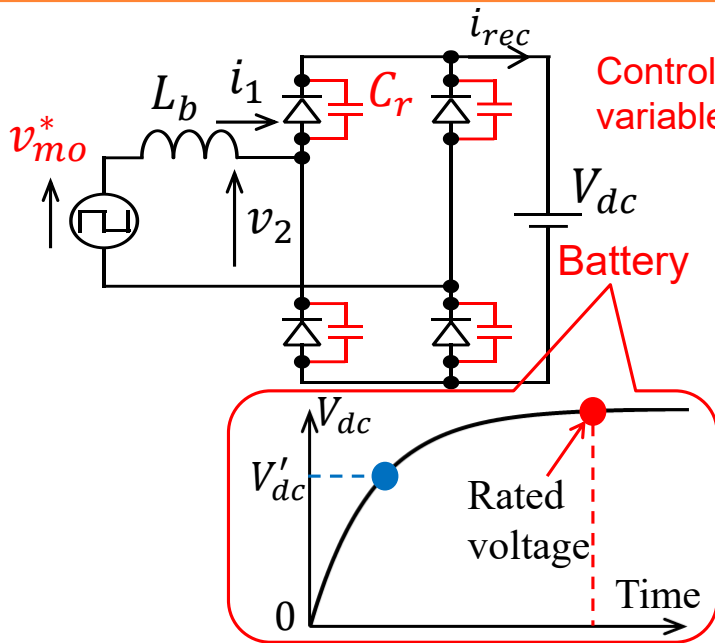 i_rec
Control
variable
L_b
i_1
C_r
v*_mo
v_2
V_dc
Battery
V_dc
V′_dc
Rated
voltage
0
Time